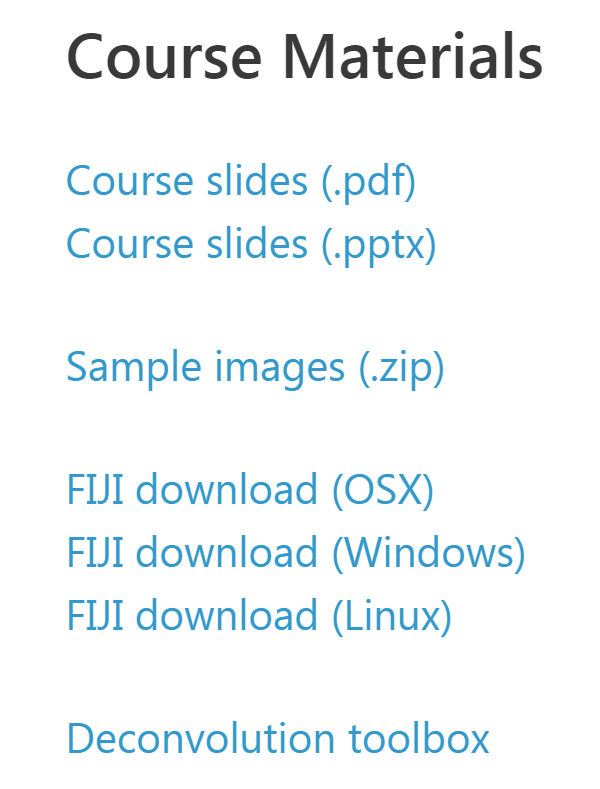 Course Materials
Course slides (.pdf)
Course slides (.pptx)
Sample images (.zip)
FIJI download (OSX)
FIJI download (Windows)
FIJI download (Linux)
Deconvolution toolbox